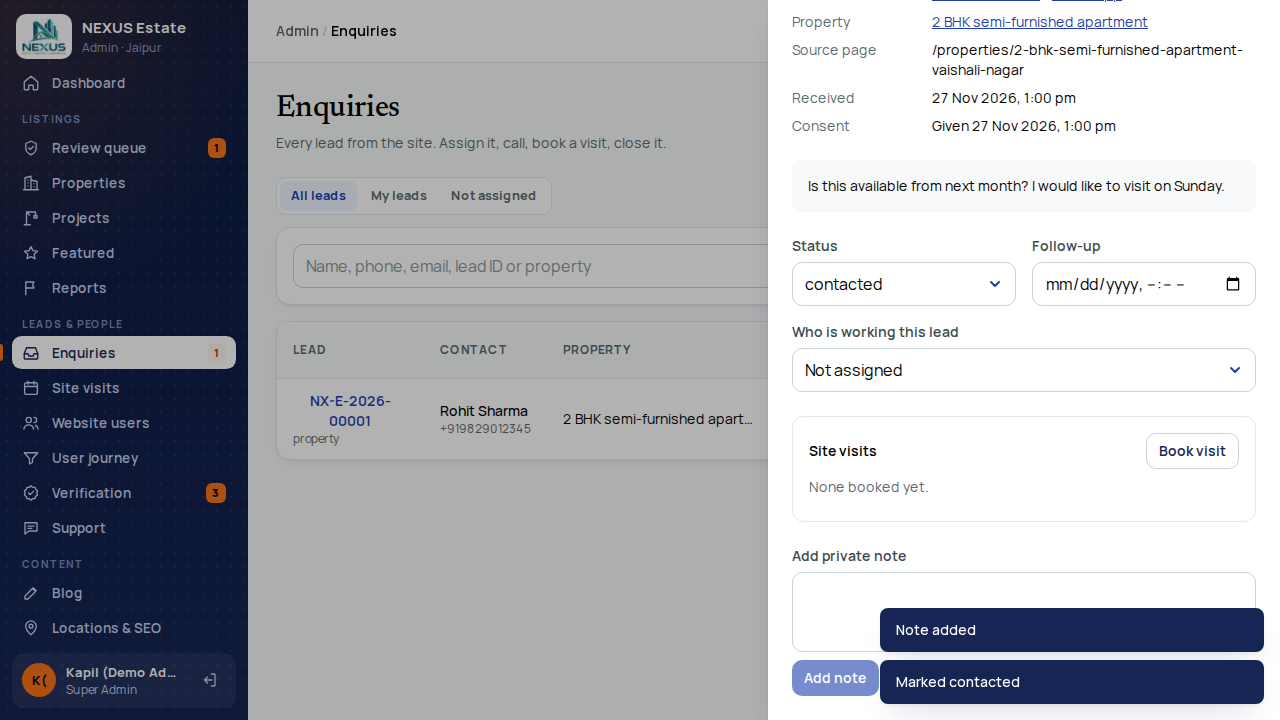 NEXUS
NEXUS Estate
Admin · Jaipur
Dashboard
LISTINGS
Review queue
1
Properties
Projects
Featured
Reports
LEADS & PEOPLE
Enquiries
1
Site visits
Website users
User journey
Verification
3
Support
CONTENT
Blog
Locations & SEO
K(
Kapil (Demo Ad...
Super Admin
Admin / Enquiries
Enquiries
Every lead from the site. Assign it, call, book a visit, close it.
All leads
My leads
Not assigned
Name, phone, email, lead ID or property
LEAD
CONTACT
PROPERTY
NX-E-2026-
00001
property
Rohit Sharma
+919829012345
2 BHK semi-furnished apart...
Property
2 BHK semi-furnished apartment
Source page
/properties/2-bhk-semi-furnished-apartment-
vaishali-nagar
Received
27 Nov 2026, 1:00 pm
Consent
Given 27 Nov 2026, 1:00 pm
Is this available from next month? I would like to visit on Sunday.
Status
Follow-up
contacted
mm/dd/yyyy, --:-- --
Who is working this lead
Not assigned
Site visits
Book visit
None booked yet.
Add private note
Note added
Add note
Marked contacted